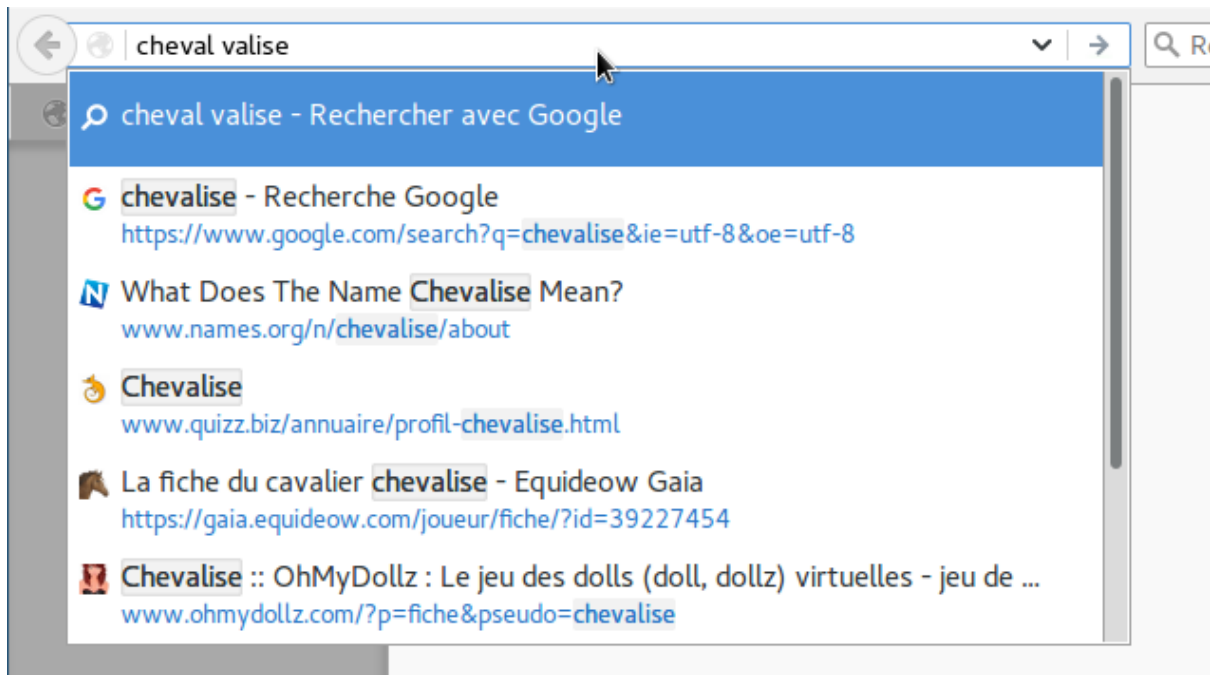 cheval valise
cheval valise - Rechercher avec Google
chevalise - Recherche Google
https://www.google.com/search?q=chevalise&ie=utf-8&oe=utf-8
What Does The Name Chevalise Mean?
www.names.org/n/chevalise/about
Chevalise
www.quizz.biz/annuaire/profil-chevalise.html
La fiche du cavalier chevalise - Equideow Gaia
https://gaia.equideow.com/joueur/fiche/?id=39227454
Chevalise :: OhMyDollz : Le jeu des dolls (doll, dollz) virtuelles - jeu de ...
www.ohmydollz.com/?p=fiche&pseudo=chevalise